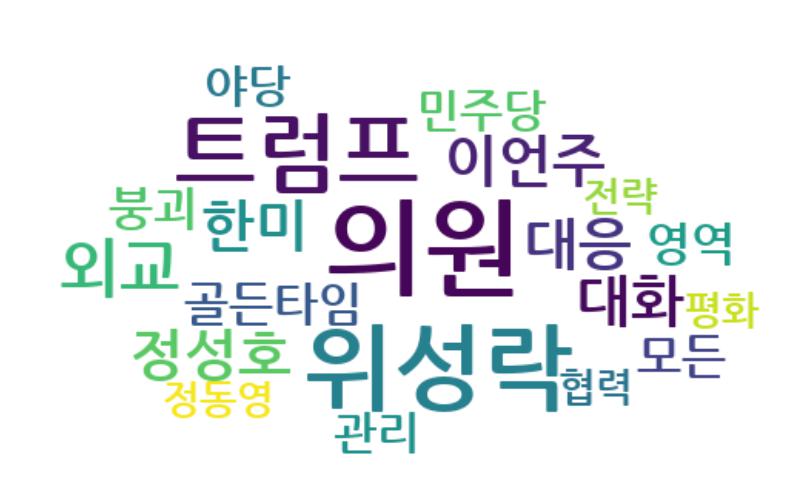 야당
민주당
트럼프
이언주
전략
붕괴
한미
의원
대응
영역
외교
골든타임
대화
평화
정성호
위성락
모든
협력
정동영
관리